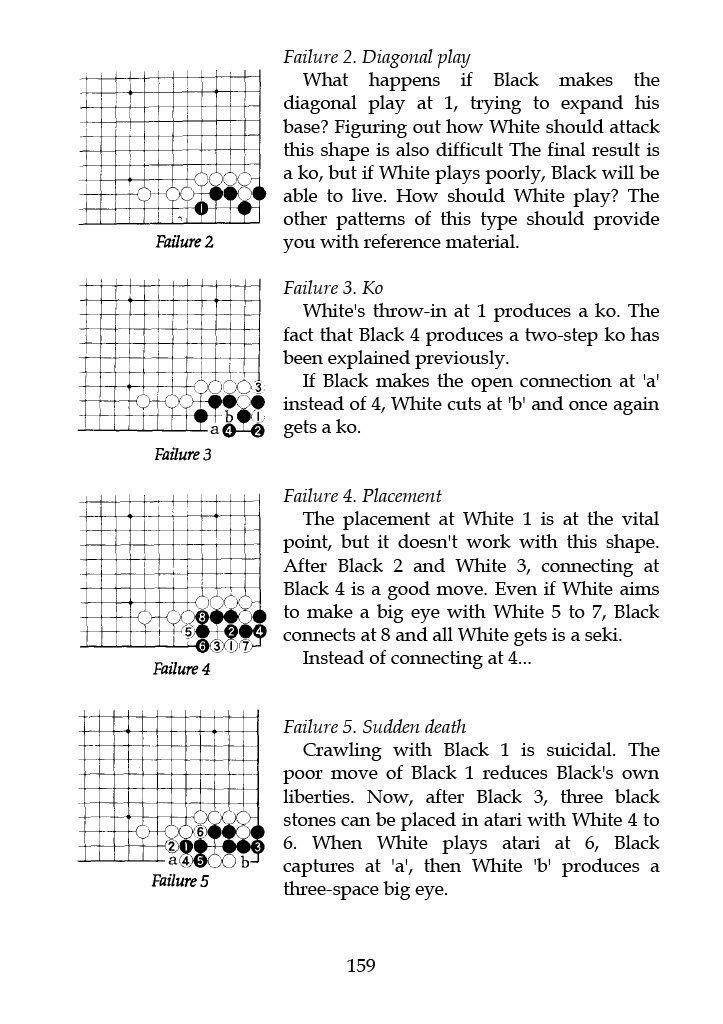 Failure 2. Diagonal play
What happens if Black makes the
diagonal play at 1, trying to expand his
base? Figuring out how White should attack
this shape is also difficult The final result is
a ko, but if White plays poorly, Black will be
able to live. How should White play? The
other patterns of this type should provide
you with reference material.
1
Failure 2
Failure 3. Ko
White's throw-in at 1 produces a ko. The
fact that Black 4 produces a two-step ko has
been explained previously.
If Black makes the open connection at 'a'
instead of 4, White cuts at 'b' and once again
gets a ko.
3
b 1
a 4 2
Failure 3
Failure 4. Placement
The placement at White 1 is at the vital
point, but it doesn't work with this shape.
After Black 2 and White 3, connecting at
Black 4 is a good move. Even if White aims
to make a big eye with White 5 to 7, Black
connects at 8 and all White gets is a seki.
Instead of connecting at 4...
8
5 2 4
6 3 1 7
Failure 4
Failure 5. Sudden death
Crawling with Black 1 is suicidal. The
poor move of Black 1 reduces Black's own
liberties. Now, after Black 3, three black
stones can be placed in atari with White 4 to
6. When White plays atari at 6, Black
captures at 'a', then White 'b' produces a
three-space big eye.
6
2 1 3
a 4 5 b
Failure 5
159